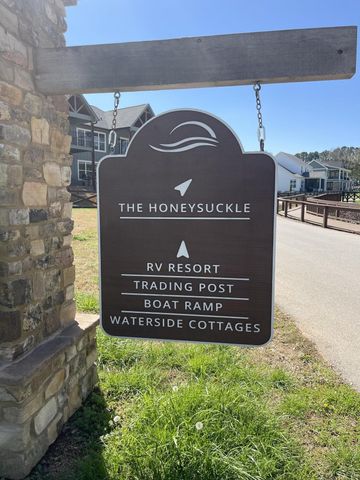 THE HONEYSUCKLE
RV RESORT
TRADING POST
BOAT RAMP
WATERSIDE COTTAGES